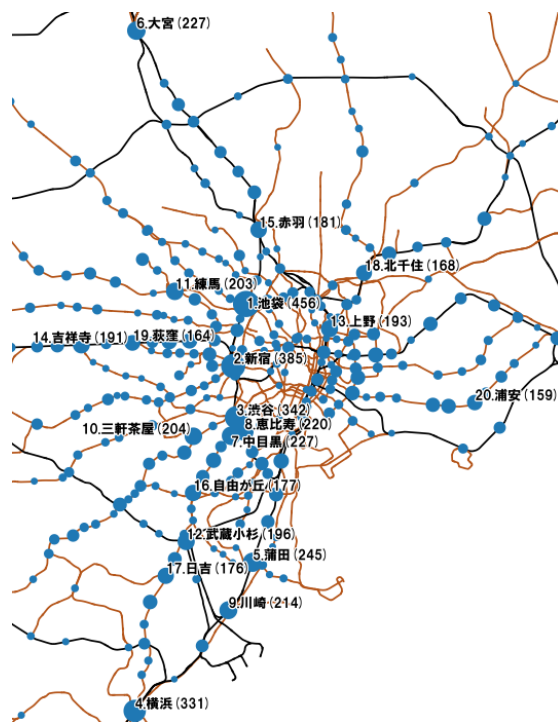 6.大宮(227)
15.赤羽(181)
18.北千住(168)
11.練馬(203)
1.池袋(456)
13.上野(193)
14.吉祥寺(191)
19.荻窪(164)
2.新宿(385)
20.浦安(159)
3.渋谷(342)
8.恵比寿(220)
10.三軒茶屋(204)
7.中目黒(227)
16.自由が丘(177)
12.武蔵小杉(196)
5.蒲田(245)
17.日吉(176)
9.川崎(214)
4.横浜(331)